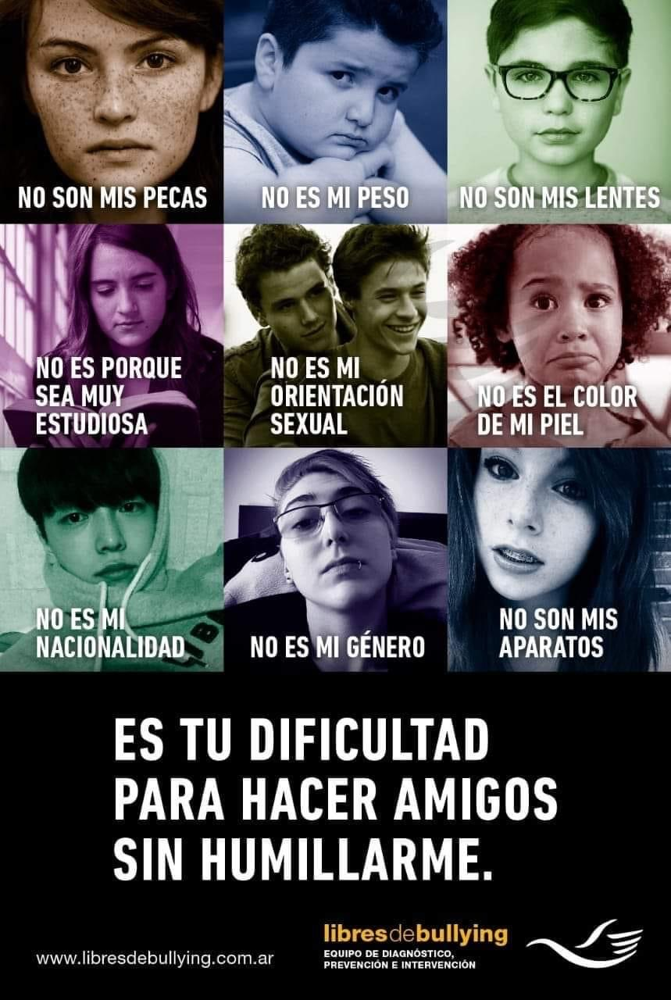 NO SON MIS PECAS
NO ES MI PESO
NO SON MIS LENTES
NO ES PORQUE
SEA MUY
ESTUDIOSA
NO ES MI
ORIENTACIÓN
SEXUAL
NO ES EL COLOR
DE MI PIEL
NO ES MI
NACIONALIDAD
NO ES MI GÉNERO
NO SON MIS
APARATOS
ES TU DIFICULTAD
PARA HACER AMIGOS
SIN HUMILLARME.
www.libresdebullying.com.ar
libresdebullying
EQUIPO DE DIAGNÓSTICO,
PREVENCIÓN E INTERVENCIÓN